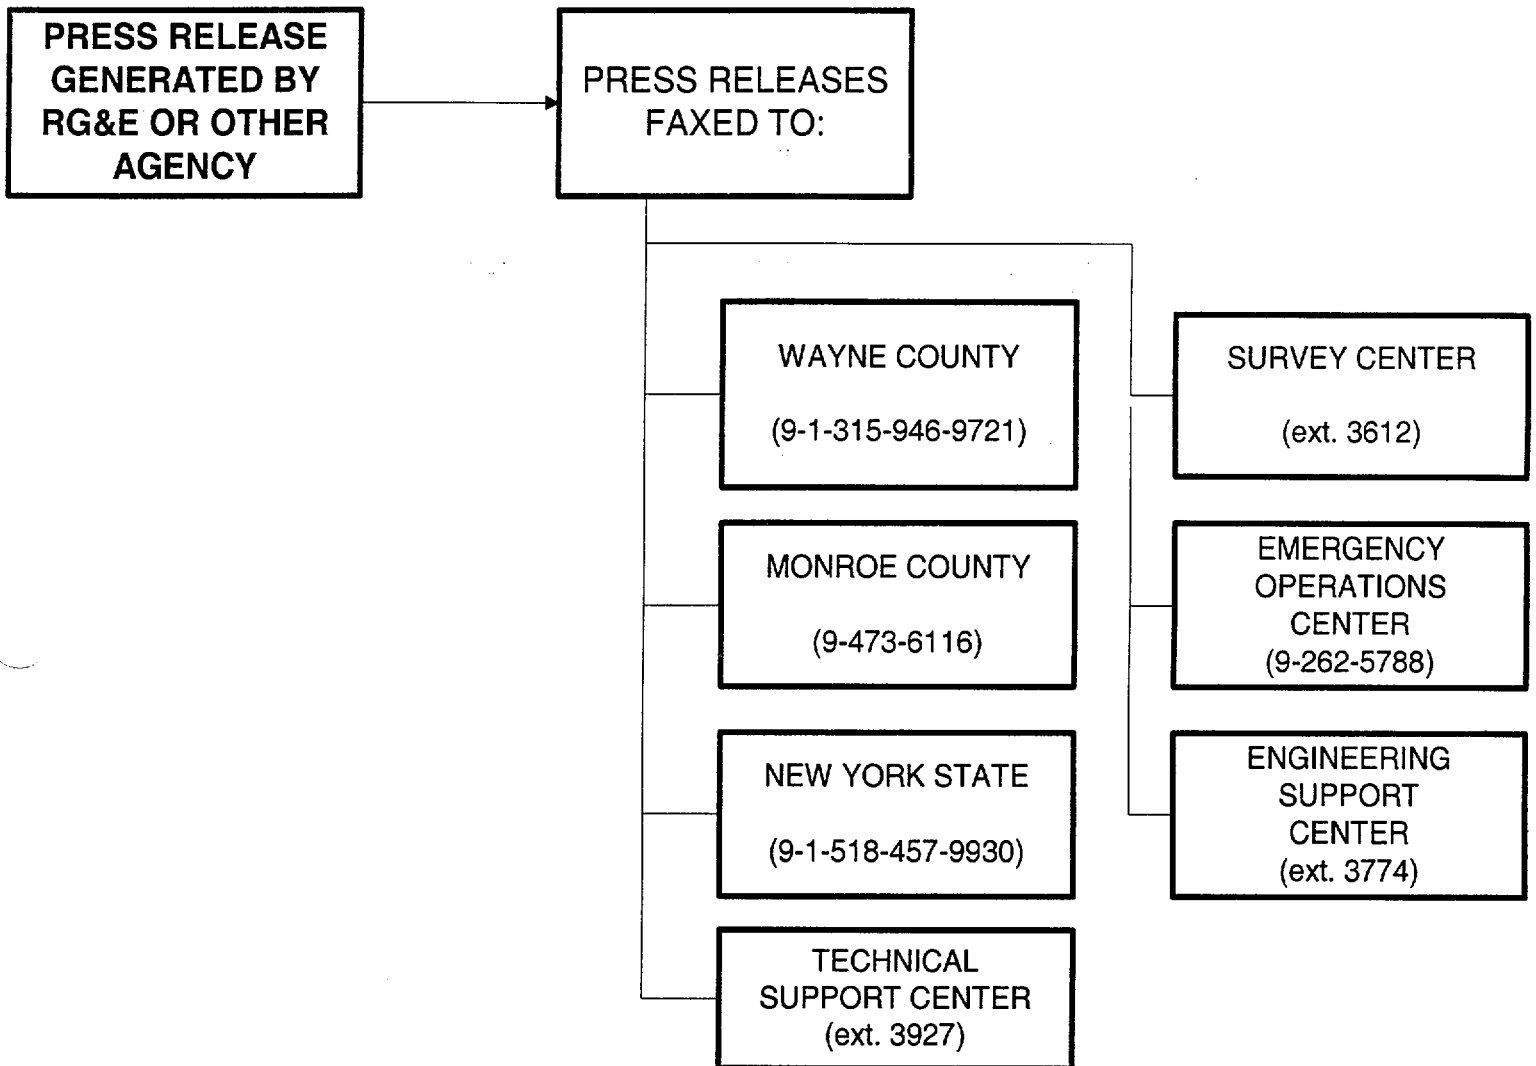 PRESS RELEASE
GENERATED BY
RG&E OR OTHER
AGENCY
PRESS RELEASES
FAXED TO:
WAYNE COUNTY
(9-1-315-946-9721)
MONROE COUNTY
(9-473-6116)
NEW YORK STATE
(9-1-518-457-9930)
TECHNICAL
SUPPORT CENTER
(ext. 3927)
SURVEY CENTER
(ext. 3612)
EMERGENCY
OPERATIONS
CENTER
(9-262-5788)
ENGINEERING
SUPPORT
CENTER
(ext. 3774)